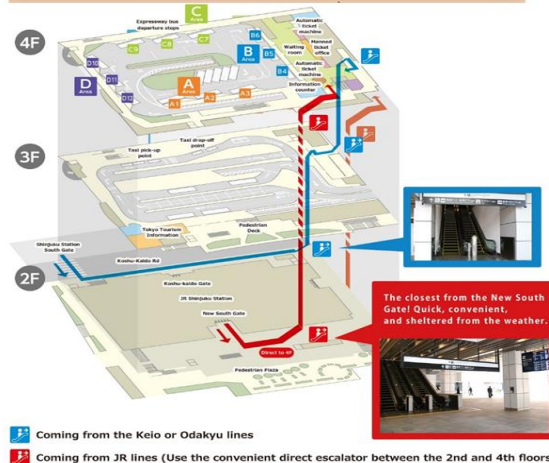 Expressway bus
departure stops
C
Area
Automatic
ticket
machine
4F
C9
C8
C7
B6
Waiting
room
Manned
ticket
office
B
Area
B5
D10
D
Area
D11
D12
A
Area
B4
Automatic
ticket
machine
Information
counter
A1
A2
A3
3F
Taxi drop-off
point
Taxi pick-up
point
Tokyo Tourism
Information
Pedestrian
Deck
Shinjuku Station
South Gate
2F
Koshu-Kaido Rd
Koshu-kaido Gate
JR Shinjuku Station
New South Gate
Direct to 4F
Pedestrian Plaza
The closest from the New South
Gate! Quick, convenient,
and sheltered from the weather.
Coming from the Keio or Odakyu lines
Coming from JR lines (Use the convenient direct escalator between the 2nd and 4th floors